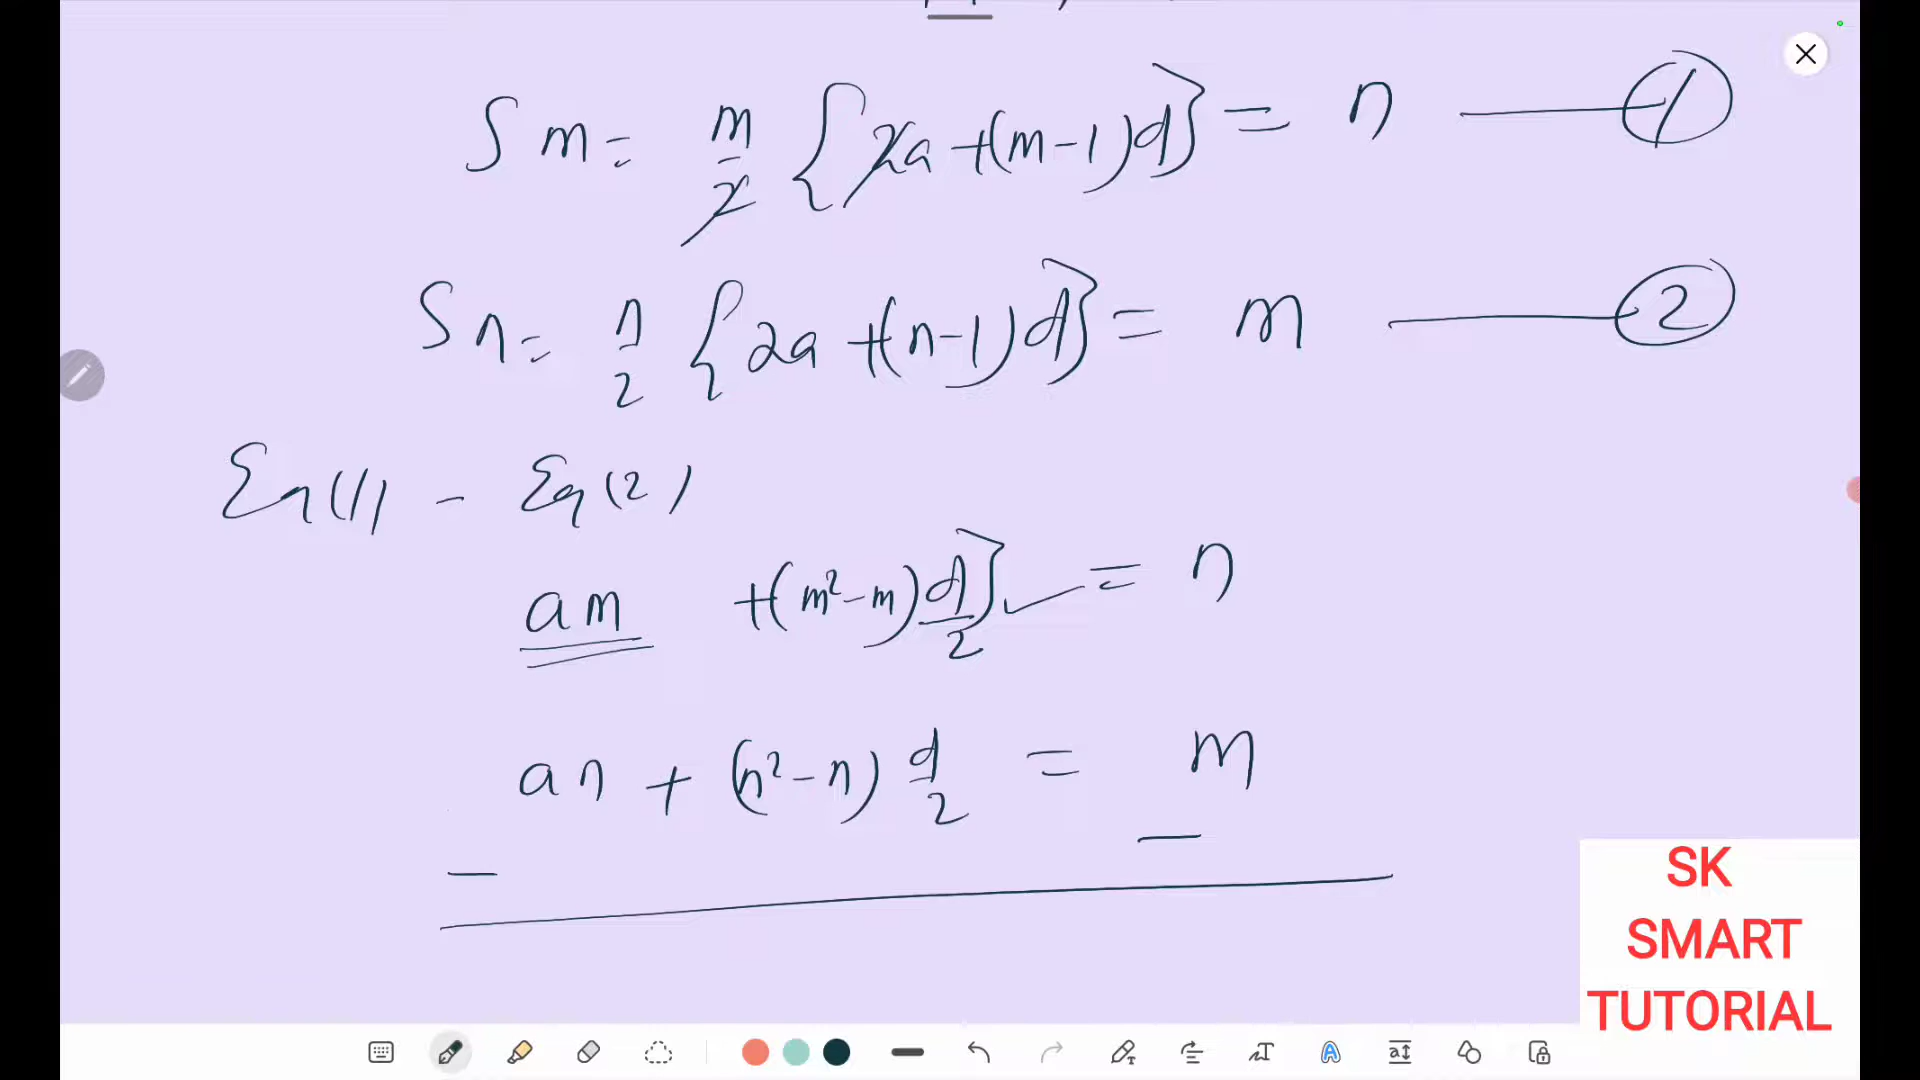 Sm = m/2 {2a+(m-1)d} = n —— 1
Sn = n/2 {2a+(n-1)d} = m —— 2
Eq(1) - Eq(2)
am +(m²-m)d/2} = n
an + (n²-n) d/2 = m
— —
SK
SMART
TUTORIAL